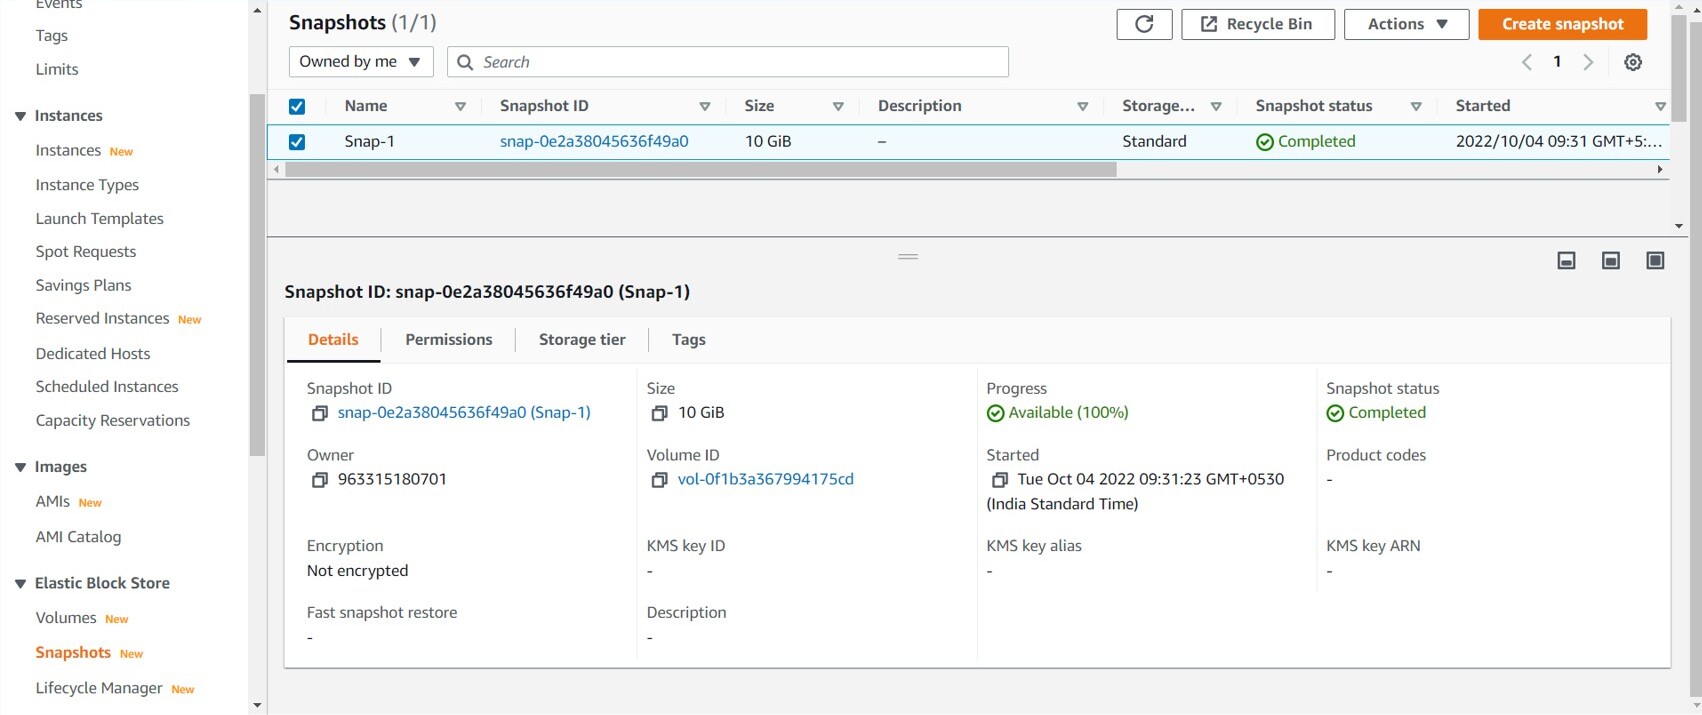 Events
Tags
Limits
Instances
Instances New
Instance Types
Launch Templates
Spot Requests
Savings Plans
Reserved Instances New
Dedicated Hosts
Scheduled Instances
Capacity Reservations
Images
AMIs New
AMI Catalog
Elastic Block Store
Volumes New
Snapshots New
Lifecycle Manager New
Snapshots (1/1)
Recycle Bin
Actions
Create snapshot
Owned by me
Search
1
Name Snapshot ID Size Description Storage... Snapshot status Started
Snap-1 snap-0e2a38045636f49a0 10 GiB – Standard Completed 2022/10/04 09:31 GMT+5:...
Snapshot ID: snap-0e2a38045636f49a0 (Snap-1)
Details Permissions Storage tier Tags
Snapshot ID Size Progress Snapshot status
snap-0e2a38045636f49a0 (Snap-1) 10 GiB Available (100%) Completed
Owner Volume ID Started Product codes
963315180701 vol-0f1b3a367994175cd Tue Oct 04 2022 09:31:23 GMT+0530 -
(India Standard Time)
Encryption KMS key ID KMS key alias KMS key ARN
Not encrypted - - -
Fast snapshot restore Description
- -